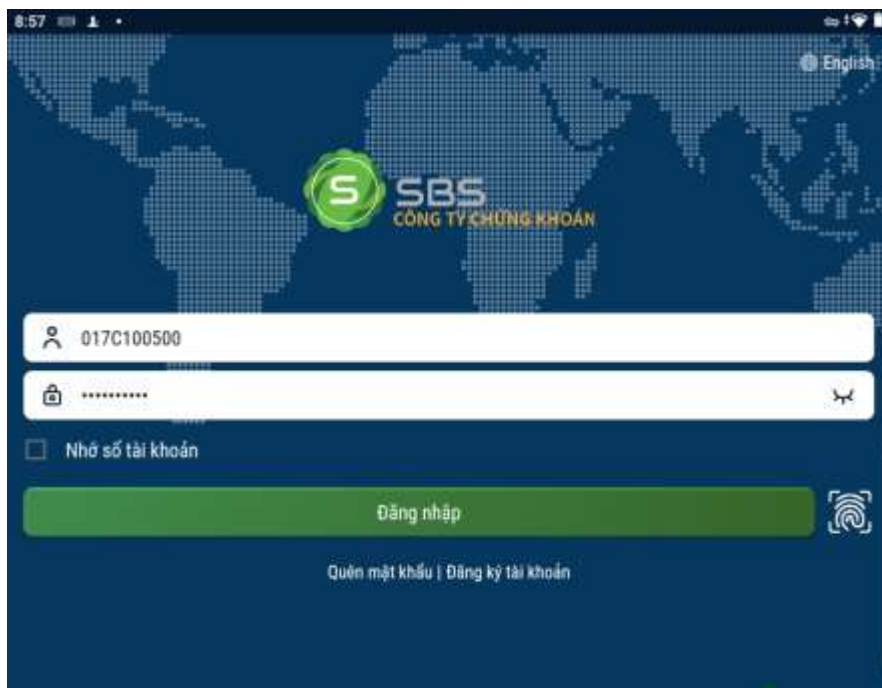 8:57
English
S
SBS
CÔNG TY CHỨNG KHOÁN
017C100500
••••••••••
Nhớ số tài khoản
Đăng nhập
Quên mật khẩu | Đăng ký tài khoản